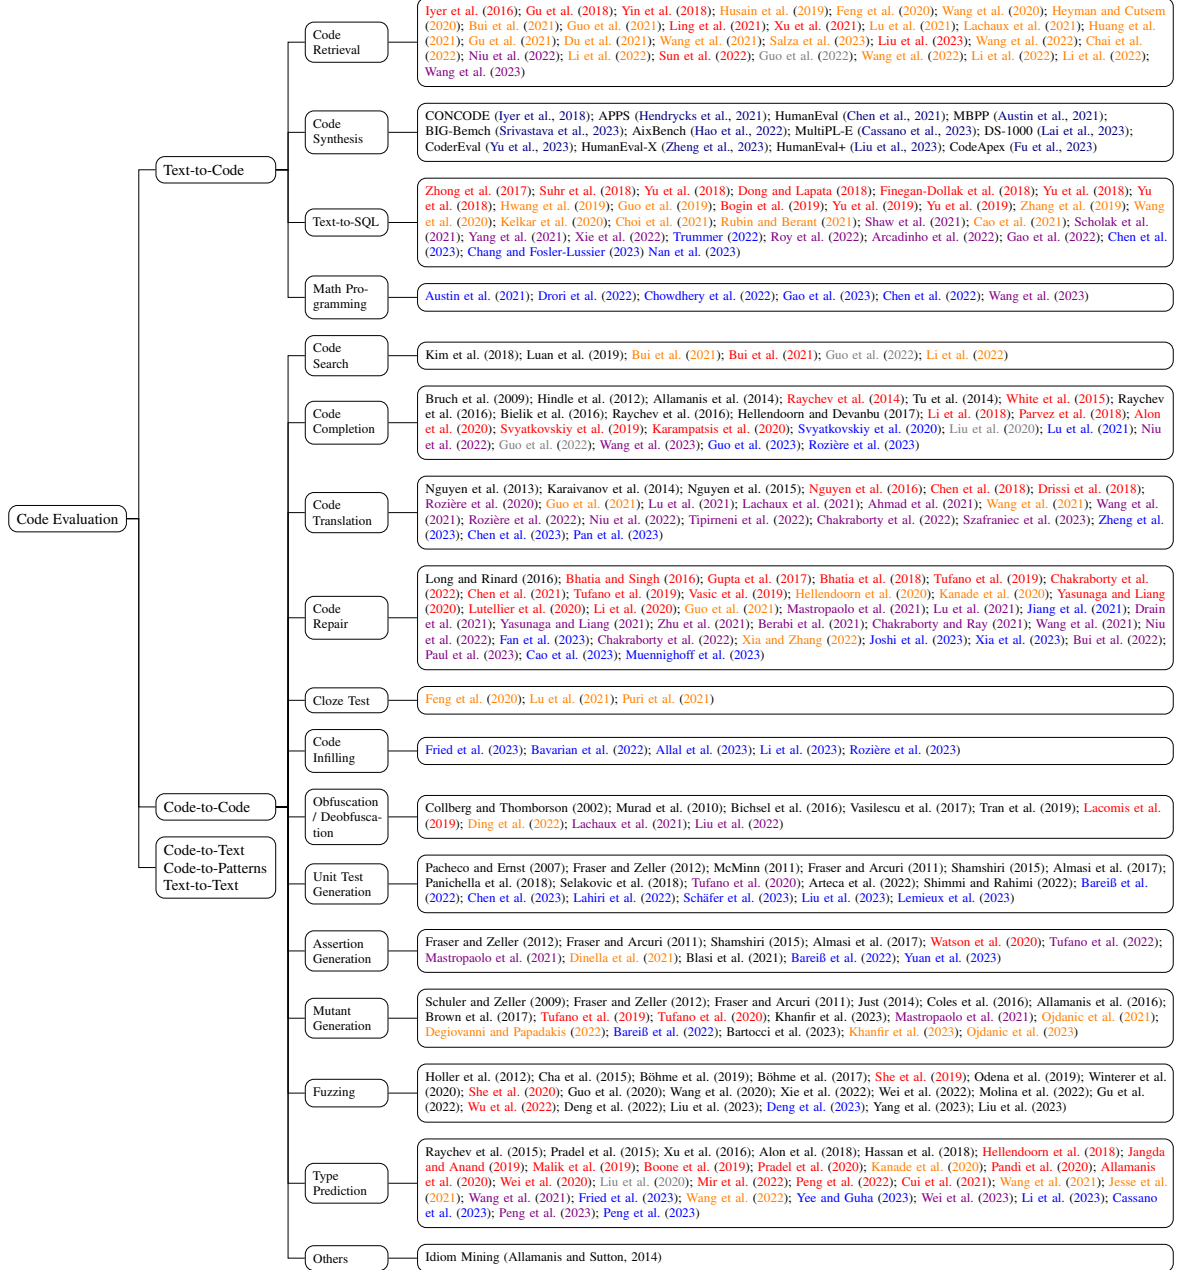 Code Evaluation
Text-to-Code
Code
Retrieval
Iyer et al. (2016); Gu et al. (2018); Yin et al. (2018); Husain et al. (2019); Feng et al. (2020); Wang et al. (2020); Heyman and Cutsem
(2020); Bui et al. (2021); Guo et al. (2021); Ling et al. (2021); Xu et al. (2021); Lu et al. (2021); Lachaux et al. (2021); Huang et al.
(2021); Gu et al. (2021); Du et al. (2021); Wang et al. (2021); Salza et al. (2023); Liu et al. (2023); Wang et al. (2022); Chai et al.
(2022); Niu et al. (2022); Li et al. (2022); Sun et al. (2022); Guo et al. (2022); Wang et al. (2022); Li et al. (2022); Li et al. (2022);
Wang et al. (2023)
Code
Synthesis
CONCODE (Iyer et al., 2018); APPS (Hendrycks et al., 2021); HumanEval (Chen et al., 2021); MBPP (Austin et al., 2021);
BIG-Bemch (Srivastava et al., 2023); AixBench (Hao et al., 2022); MultiPL-E (Cassano et al., 2023); DS-1000 (Lai et al., 2023);
CoderEval (Yu et al., 2023); HumanEval-X (Zheng et al., 2023); HumanEval+ (Liu et al., 2023); CodeApex (Fu et al., 2023)
Text-to-SQL
Zhong et al. (2017); Suhr et al. (2018); Yu et al. (2018); Dong and Lapata (2018); Finegan-Dollak et al. (2018); Yu et al. (2018); Yu
et al. (2018); Hwang et al. (2019); Guo et al. (2019); Bogin et al. (2019); Yu et al. (2019); Yu et al. (2019); Zhang et al. (2019); Wang
et al. (2020); Kelkar et al. (2020); Choi et al. (2021); Rubin and Berant (2021); Shaw et al. (2021); Cao et al. (2021); Scholak et al.
(2021); Yang et al. (2021); Xie et al. (2022); Trummer (2022); Roy et al. (2022); Arcadinho et al. (2022); Gao et al. (2022); Chen et al.
(2023); Chang and Fosler-Lussier (2023) Nan et al. (2023)
Math Pro-
gramming
Austin et al. (2021); Drori et al. (2022); Chowdhery et al. (2022); Gao et al. (2023); Chen et al. (2022); Wang et al. (2023)
Code-to-Code
Code
Search
Kim et al. (2018); Luan et al. (2019); Bui et al. (2021); Bui et al. (2021); Guo et al. (2022); Li et al. (2022)
Code
Completion
Bruch et al. (2009); Hindle et al. (2012); Allamanis et al. (2014); Raychev et al. (2014); Tu et al. (2014); White et al. (2015); Raychev
et al. (2016); Bielik et al. (2016); Raychev et al. (2016); Hellendoorn and Devanbu (2017); Li et al. (2018); Parvez et al. (2018); Alon
et al. (2020); Svyatkovskiy et al. (2019); Karampatsis et al. (2020); Svyatkovskiy et al. (2020); Liu et al. (2020); Lu et al. (2021); Niu
et al. (2022); Guo et al. (2022); Wang et al. (2023); Guo et al. (2023); Rozière et al. (2023)
Code
Translation
Nguyen et al. (2013); Karaivanov et al. (2014); Nguyen et al. (2015); Nguyen et al. (2016); Chen et al. (2018); Drissi et al. (2018);
Rozière et al. (2020); Guo et al. (2021); Lu et al. (2021); Lachaux et al. (2021); Ahmad et al. (2021); Wang et al. (2021); Wang et al.
(2021); Rozière et al. (2022); Niu et al. (2022); Tipirneni et al. (2022); Chakraborty et al. (2022); Szafraniec et al. (2023); Zheng et al.
(2023); Chen et al. (2023); Pan et al. (2023)
Code
Repair
Long and Rinard (2016); Bhatia and Singh (2016); Gupta et al. (2017); Bhatia et al. (2018); Tufano et al. (2019); Chakraborty et al.
(2022); Chen et al. (2021); Tufano et al. (2019); Vasic et al. (2019); Hellendoorn et al. (2020); Kanade et al. (2020); Yasunaga and Liang
(2020); Lutellier et al. (2020); Li et al. (2020); Guo et al. (2021); Mastropaolo et al. (2021); Lu et al. (2021); Jiang et al. (2021); Drain
et al. (2021); Yasunaga and Liang (2021); Zhu et al. (2021); Berabi et al. (2021); Chakraborty and Ray (2021); Wang et al. (2021); Niu
et al. (2022); Fan et al. (2023); Chakraborty et al. (2022); Xia and Zhang (2022); Joshi et al. (2023); Xia et al. (2023); Bui et al. (2022);
Paul et al. (2023); Cao et al. (2023); Muennighoff et al. (2023)
Cloze Test
Feng et al. (2020); Lu et al. (2021); Puri et al. (2021)
Code
Infilling
Fried et al. (2023); Bavarian et al. (2022); Allal et al. (2023); Li et al. (2023); Rozière et al. (2023)
Obfuscation
/ Deobfusca-
tion
Collberg and Thomborson (2002); Murad et al. (2010); Bichsel et al. (2016); Vasilescu et al. (2017); Tran et al. (2019); Lacomis et al.
(2019); Ding et al. (2022); Lachaux et al. (2021); Liu et al. (2022)
Unit Test
Generation
Pacheco and Ernst (2007); Fraser and Zeller (2012); McMinn (2011); Fraser and Arcuri (2011); Shamshiri (2015); Almasi et al. (2017);
Panichella et al. (2018); Selakovic et al. (2018); Tufano et al. (2020); Arteca et al. (2022); Shimmi and Rahimi (2022); Bareiß et al.
(2022); Chen et al. (2023); Lahiri et al. (2022); Schäfer et al. (2023); Liu et al. (2023); Lemieux et al. (2023)
Assertion
Generation
Fraser and Zeller (2012); Fraser and Arcuri (2011); Shamshiri (2015); Almasi et al. (2017); Watson et al. (2020); Tufano et al. (2022);
Mastropaolo et al. (2021); Dinella et al. (2021); Blasi et al. (2021); Bareiß et al. (2022); Yuan et al. (2023)
Mutant
Generation
Schuler and Zeller (2009); Fraser and Zeller (2012); Fraser and Arcuri (2011); Just (2014); Coles et al. (2016); Allamanis et al. (2016);
Brown et al. (2017); Tufano et al. (2019); Tufano et al. (2020); Khanfir et al. (2023); Mastropaolo et al. (2021); Ojdanic et al. (2021);
Degiovanni and Papadakis (2022); Bareiß et al. (2022); Bartocci et al. (2023); Khanfir et al. (2023); Ojdanic et al. (2023)
Fuzzing
Holler et al. (2012); Cha et al. (2015); Böhme et al. (2019); Böhme et al. (2017); She et al. (2019); Odena et al. (2019); Winterer et al.
(2020); She et al. (2020); Guo et al. (2020); Wang et al. (2020); Xie et al. (2022); Wei et al. (2022); Molina et al. (2022); Gu et al.
(2022); Wu et al. (2022); Deng et al. (2022); Liu et al. (2023); Deng et al. (2023); Yang et al. (2023); Liu et al. (2023)
Type
Prediction
Raychev et al. (2015); Pradel et al. (2015); Xu et al. (2016); Alon et al. (2018); Hassan et al. (2018); Hellendoorn et al. (2018); Jangda
and Anand (2019); Malik et al. (2019); Boone et al. (2019); Pradel et al. (2020); Kanade et al. (2020); Pandi et al. (2020); Allamanis
et al. (2020); Wei et al. (2020); Liu et al. (2020); Mir et al. (2022); Peng et al. (2022); Cui et al. (2021); Wang et al. (2021); Jesse et al.
(2021); Wang et al. (2021); Fried et al. (2023); Wang et al. (2022); Yee and Guha (2023); Wei et al. (2023); Li et al. (2023); Cassano
et al. (2023); Peng et al. (2023); Peng et al. (2023)
Others
Idiom Mining (Allamanis and Sutton, 2014)
Code-to-Text
Code-to-Patterns
Text-to-Text